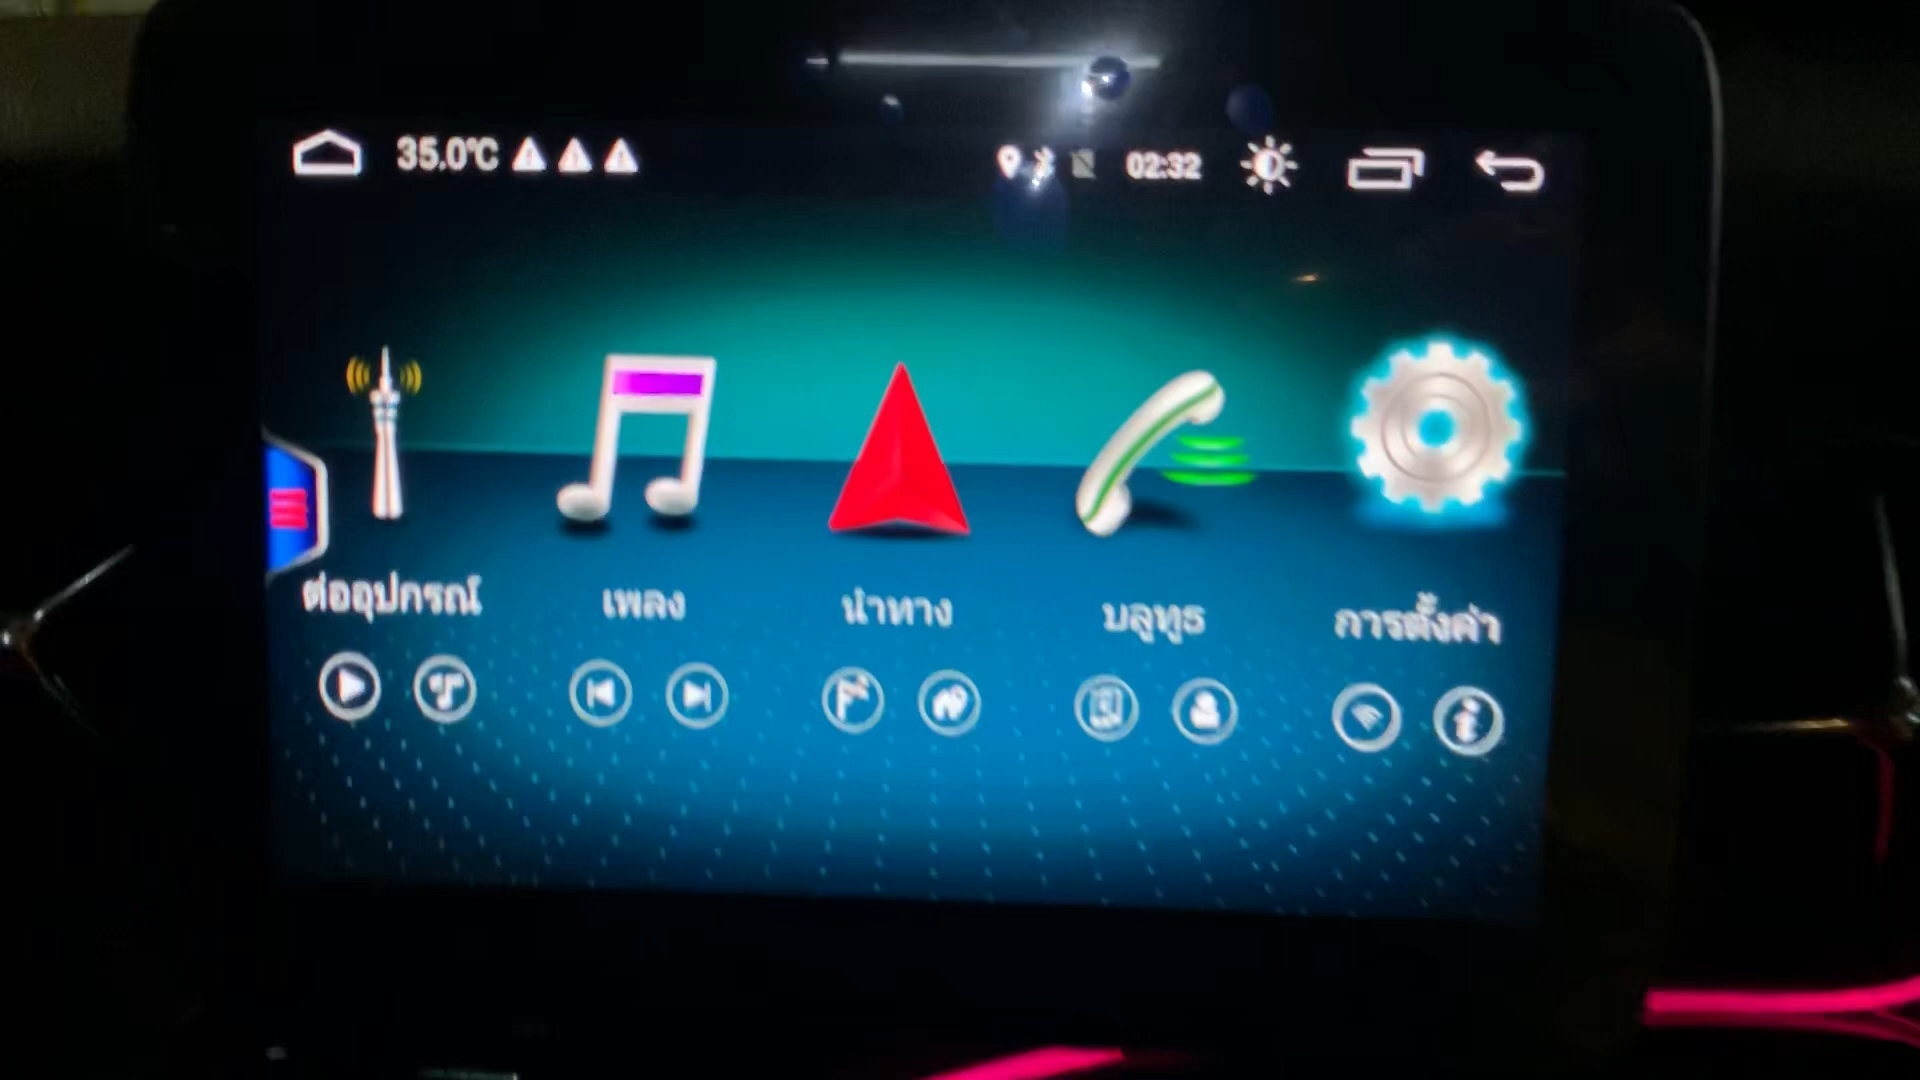 35.0°C
02:32
ต่ออุปกรณ์
เพลง
นำทาง
บลูทูธ
การตั้งค่า